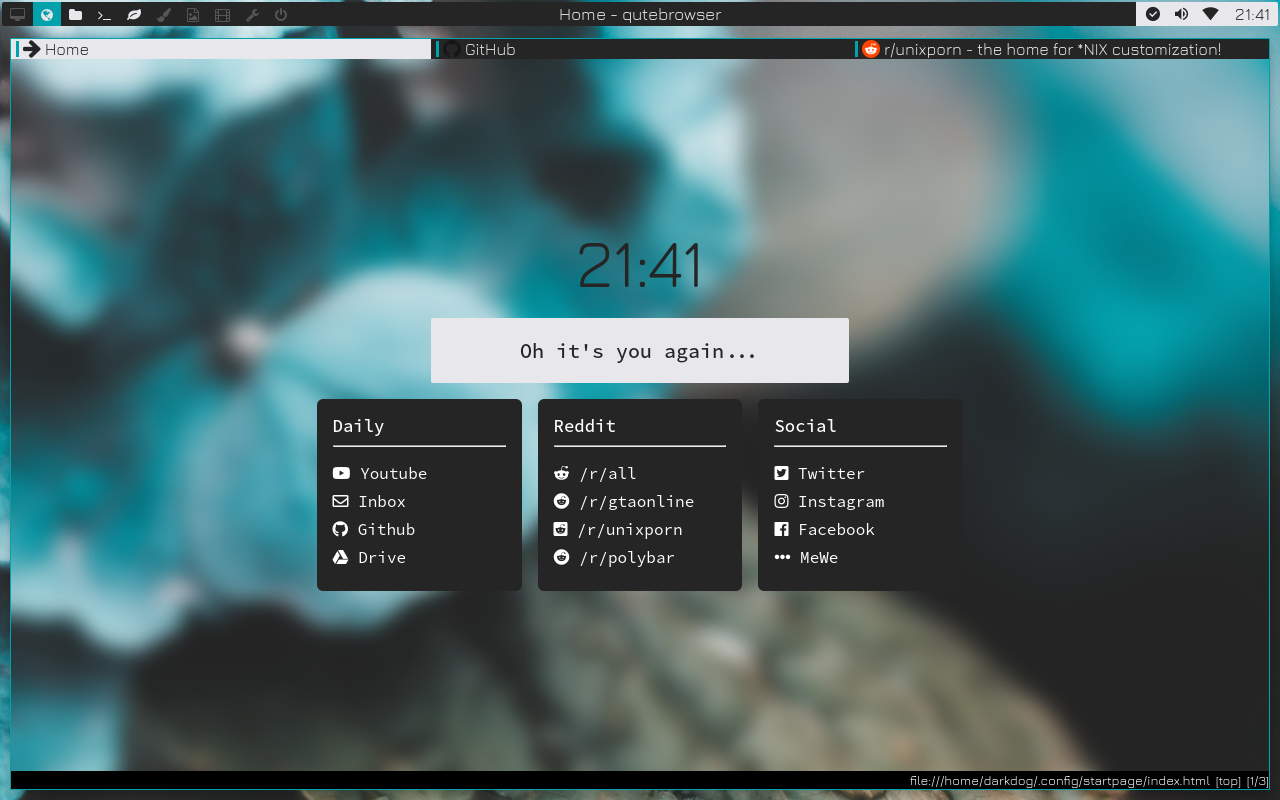 Home - qutebrowser
21:41
Home
GitHub
r/unixporn - the home for *NIX customization!
21:41
Oh it's you again...
Daily
Youtube
Inbox
Github
Drive
Reddit
/r/all
/r/gtaonline
/r/unixporn
/r/polybar
Social
Twitter
Instagram
Facebook
MeWe
file:///home/darkdog/.config/startpage/index.html [top] [1/3]